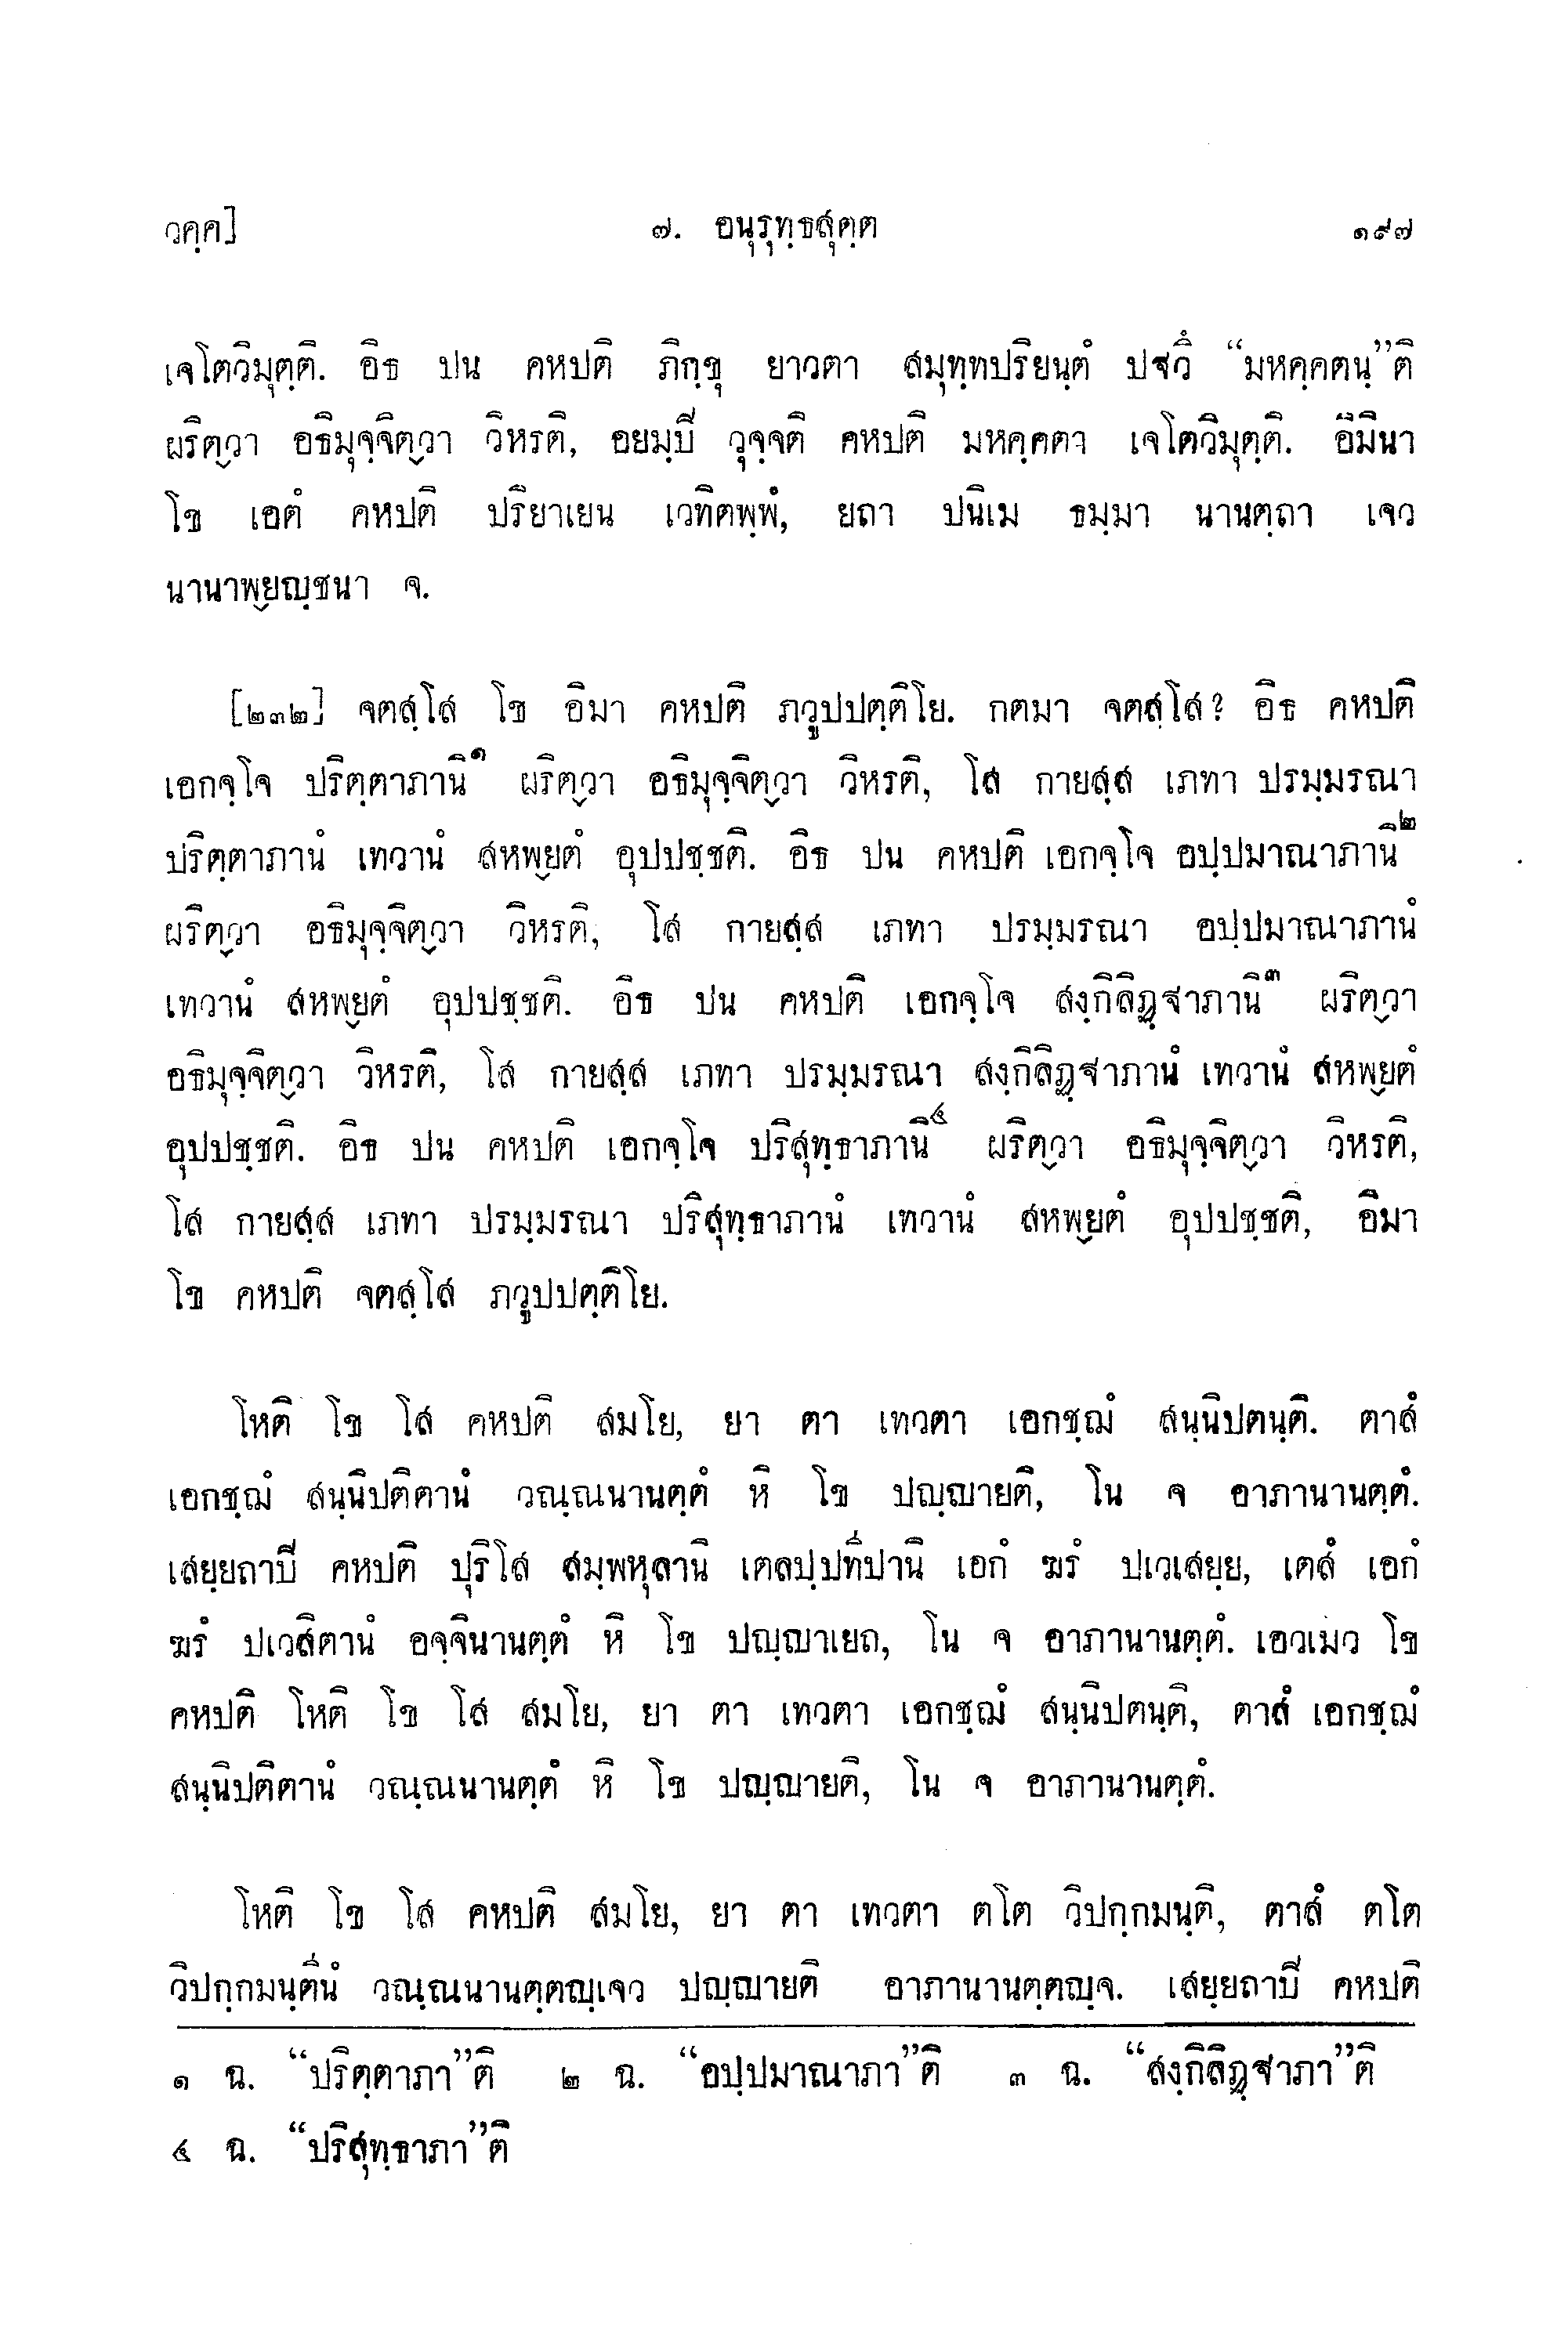 วคฺค] ๗. อนุรุทฺธสุตฺต ๑๙๗
เจโตวิมุตฺติ. อิธ ปน คหปติ ภิกฺขุ ยาวตา สมุทฺทปริยนฺตํ ปฐวึ “มหคฺคตนฺ”ติ
ผริตฺวา อธิมุจฺจิตฺวา วิหรติ, อยมฺปิ วุจฺจติ คหปติ มหคฺคตา เจโตวิมุตฺติ. อิมินา
โข เอตํ คหปติ ปริยาเยน เวทิตพฺพํ, ยถา ปนิเม ธมฺมา นานตฺถา เจว
นานาพฺยญฺชนา จ.
[๒๓๒] จตสฺโส โข อิมา คหปติ ภวูปปตฺติโย. กตมา จตสฺโส? อิธ คหปติ
เอกจฺโจ ปริตฺตาภานิ๑ ผริตฺวา อธิมุจฺจิตฺวา วิหรติ, โส กายสฺส เภทา ปรมฺมรณา
ปริตฺตาภานํ เทวานํ สหพฺยตํ อุปปชฺชติ. อิธ ปน คหปติ เอกจฺโจ อปฺปมาณาภานิ๒
ผริตฺวา อธิมุจฺจิตฺวา วิหรติ, โส กายสฺส เภทา ปรมฺมรณา อปฺปมาณาภานํ
เทวานํ สหพฺยตํ อุปปชฺชติ. อิธ ปน คหปติ เอกจฺโจ สงฺกิลิฏฺฐาภานิ๓ ผริตฺวา
อธิมุจฺจิตฺวา วิหรติ, โส กายสฺส เภทา ปรมฺมรณา สงฺกิลิฏฺฐาภานํ เทวานํ สหพฺยตํ
อุปปชฺชติ. อิธ ปน คหปติ เอกจฺโจ ปริสุทฺธาภานิ๔ ผริตฺวา อธิมุจฺจิตฺวา วิหรติ,
โส กายสฺส เภทา ปรมฺมรณา ปริสุทฺธาภานํ เทวานํ สหพฺยตํ อุปปชฺชติ, อิมา
โข คหปติ จตสฺโส ภวูปปตฺติโย.
โหติ โข โส คหปติ สมโย, ยา ตา เทวตา เอกชฺฌํ สนฺนิปตนฺติ. ตาสํ
เอกชฺฌํ สนฺนิปติตานํ วณฺณนานตฺตํ หิ โข ปญฺญายติ, โน จ อาภานานตฺตํ.
เสยฺยถาปิ คหปติ ปุริโส สมฺพหุลานิ เตลปฺปทีปานิ เอกํ ฆรํ ปเวเสยฺย, เตสํ เอกํ
ฆรํ ปเวสิตานํ อจฺจินานตฺตํ หิ โข ปญฺญาเยถ, โน จ อาภานานตฺตํ. เอวเมว โข
คหปติ โหติ โข โส สมโย, ยา ตา เทวตา เอกชฺฌํ สนฺนิปตนฺติ, ตาสํ เอกชฺฌํ
สนฺนิปติตานํ วณฺณนานตฺตํ หิ โข ปญฺญายติ, โน จ อาภานานตฺตํ.
โหติ โข โส คหปติ สมโย, ยา ตา เทวตา ตโต วิปกฺกมนฺติ, ตาสํ ตโต
วิปกฺกมนฺตีนํ วณฺณนานตฺตญฺเจว ปญฺญายติ อาภานานตฺตญฺจ. เสยฺยถาปิ คหปติ
๑ ฉ. “ปริตฺตาภา”ติ ๒ ฉ. “อปฺปมาณาภา”ติ ๓ ฉ. “สงฺกิลิฏฺฐาภา”ติ
๔ ฉ. “ปริสุทฺธาภา”ติ